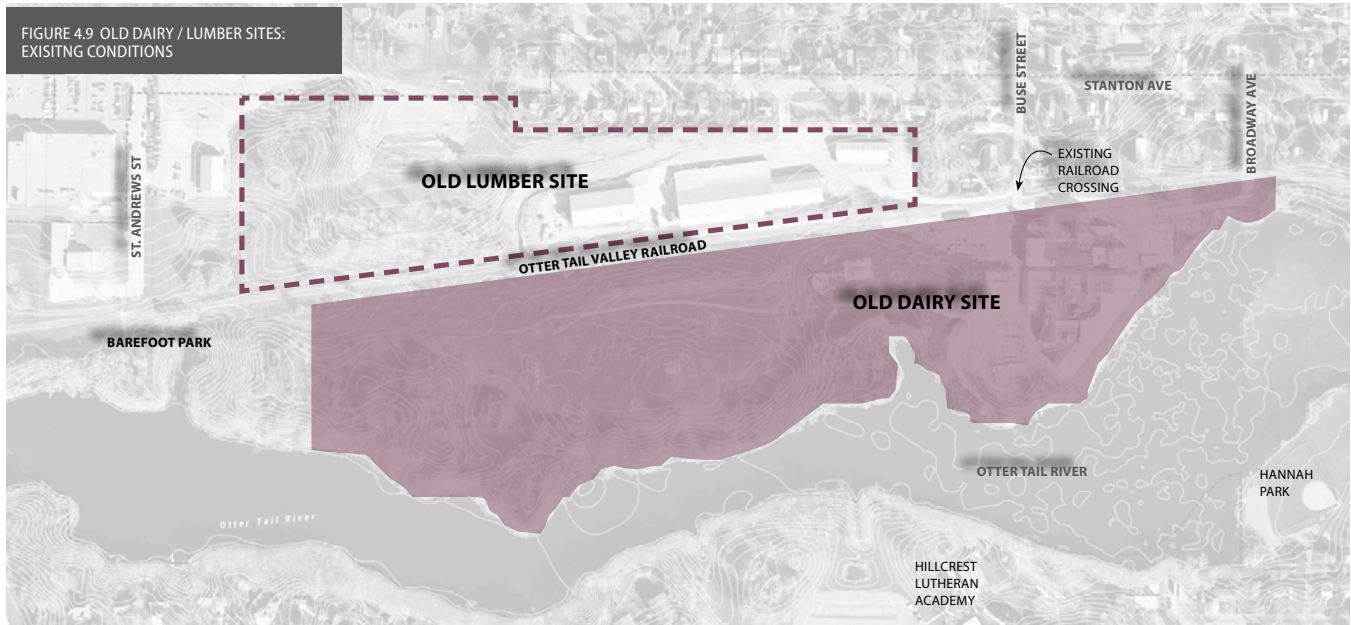 FIGURE 4.9 OLD DAIRY / LUMBER SITES:
EXISITNG CONDITIONS
BUSE STREET
STANTON AVE
BROADWAY AVE
ST. ANDREWS ST
EXISTING
RAILROAD
CROSSING
OLD LUMBER SITE
OTTER TAIL VALLEY RAILROAD
OLD DAIRY SITE
BAREFOOT PARK
OTTER TAIL RIVER
HANNAH
PARK
Otter Tail River
HILLCREST
LUTHERAN
ACADEMY